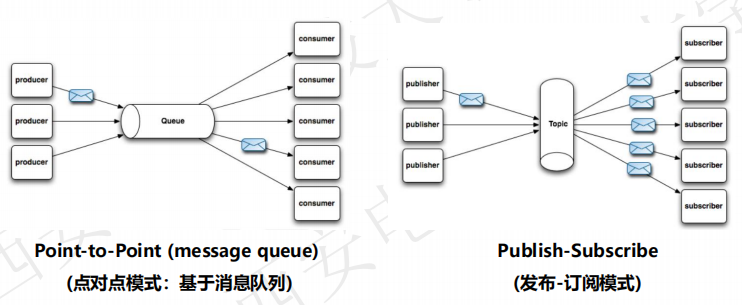 producer
producer
producer
Queue
consumer
consumer
consumer
consumer
consumer
Point-to-Point (message queue)
(点对点模式：基于消息队列)
publisher
publisher
publisher
Topic
subscriber
subscriber
subscriber
subscriber
subscriber
Publish-Subscribe
(发布-订阅模式)